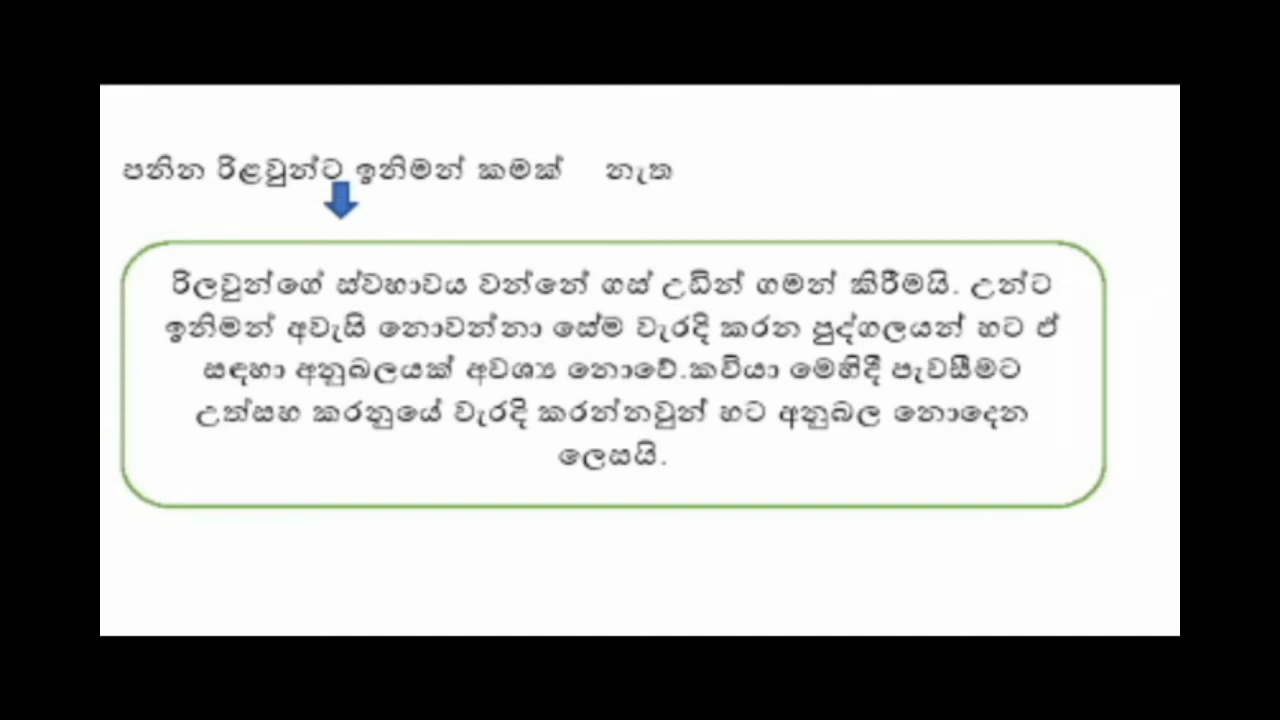 පනින රිළවුන්ට ඉනිමන් කමක් නැත
රිලවුන්ගේ ස්වභාවය වන්නේ ගස් උඩින් ගමන් කිරීමයි. උන්ට
ඉනිමන් අවැසි නොවන්නා සේම වැරදි කරන පුද්ගලයන් හට ඒ
සඳහා අනුබලයක් අවශ්‍ය නොවේ.කවියා මෙහිදී පැවසීමට
උත්සහ කරනුයේ වැරදි කරන්නවුන් හට අනුබල නොදෙන
ලෙසයි.